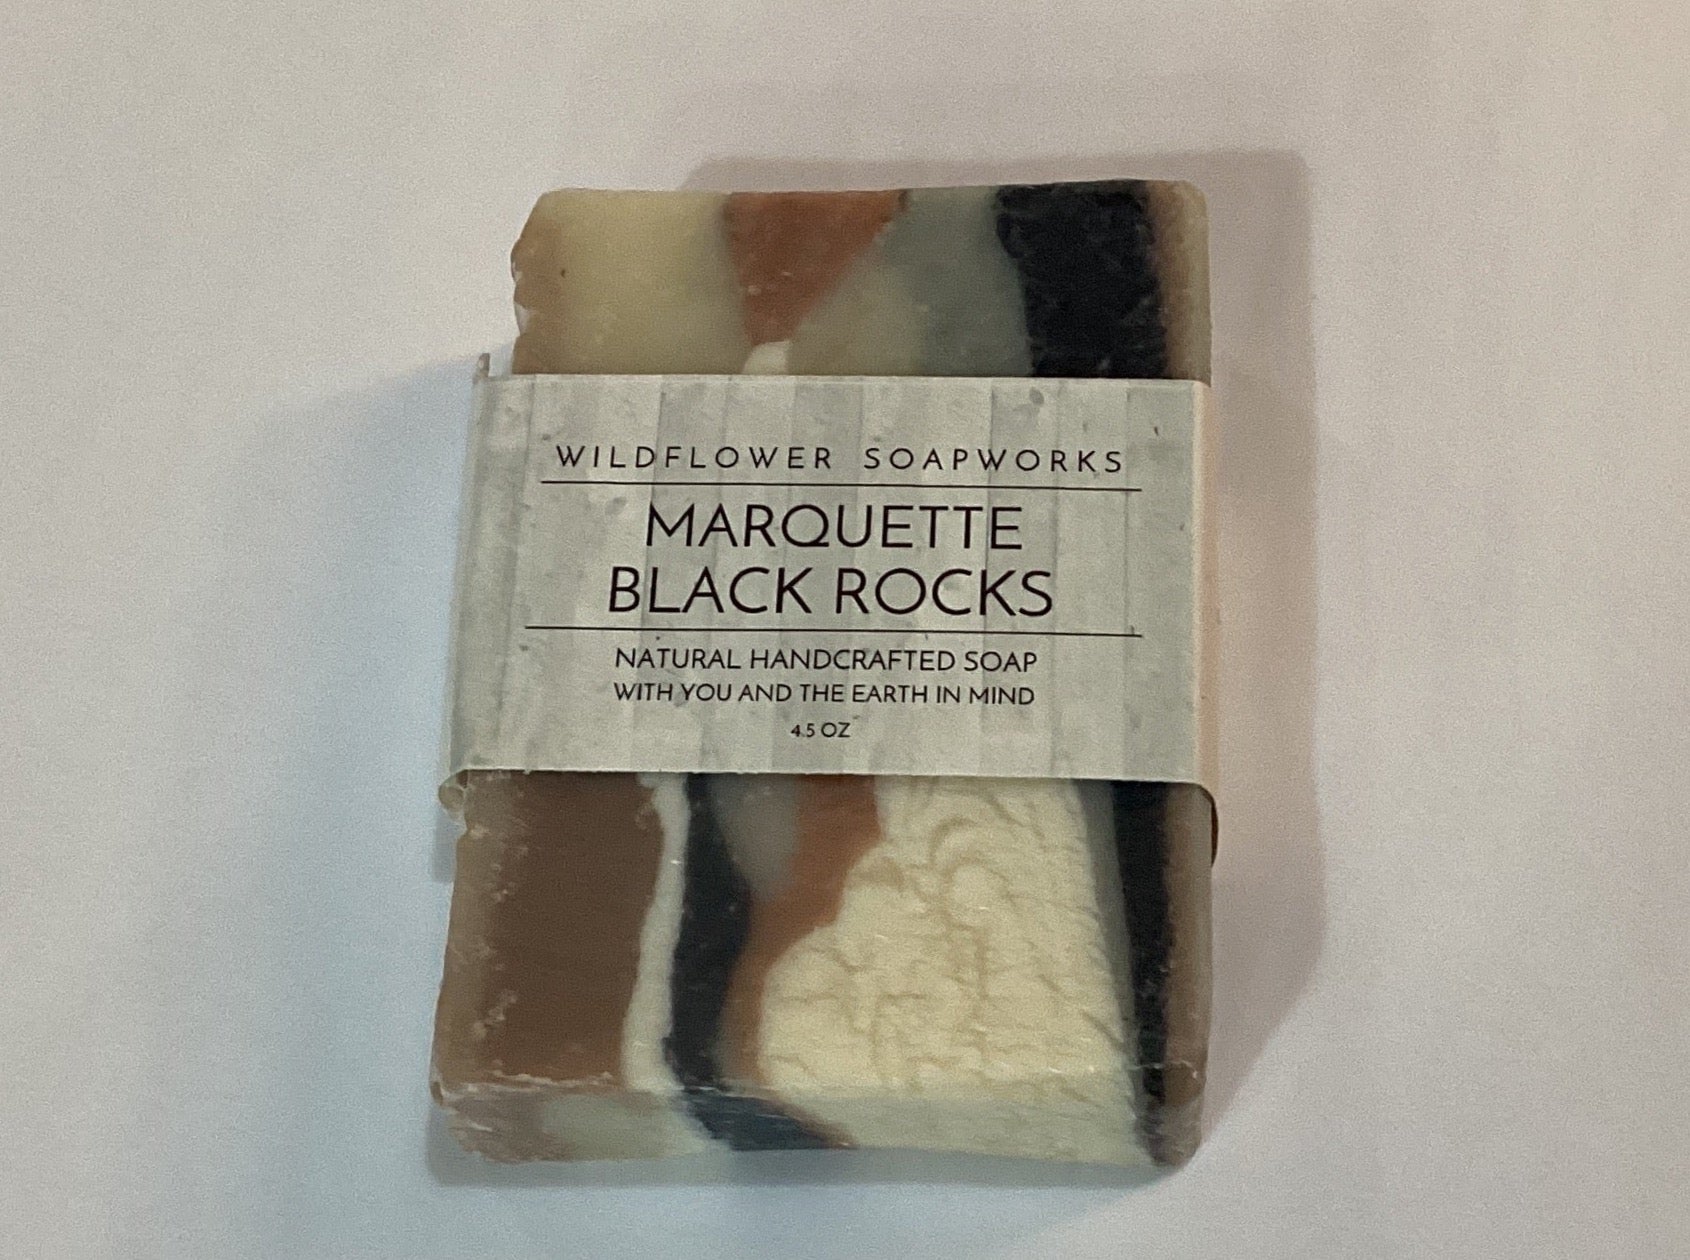 WILDFLOWER SOAPWORKS
MARQUETTE
BLACK ROCKS
NATURAL HANDCRAFTED SOAP
WITH YOU AND THE EARTH IN MIND
4.5 OZ